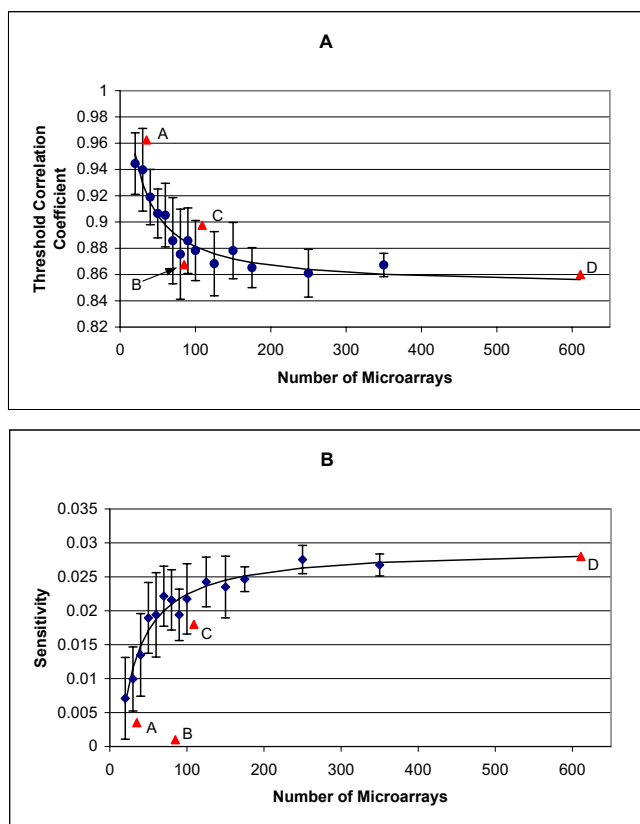 A
Threshold Correlation
Coefficient
1
0.98
0.96
0.94
0.92
0.9
0.88
0.86
0.84
0.82
A
C
B
D
0 100 200 300 400 500 600
Number of Microarrays
B
Sensitivity
0.035
0.03
0.025
0.02
0.015
0.01
0.005
0
D
C
A
B
0 100 200 300 400 500 600
Number of Microarrays